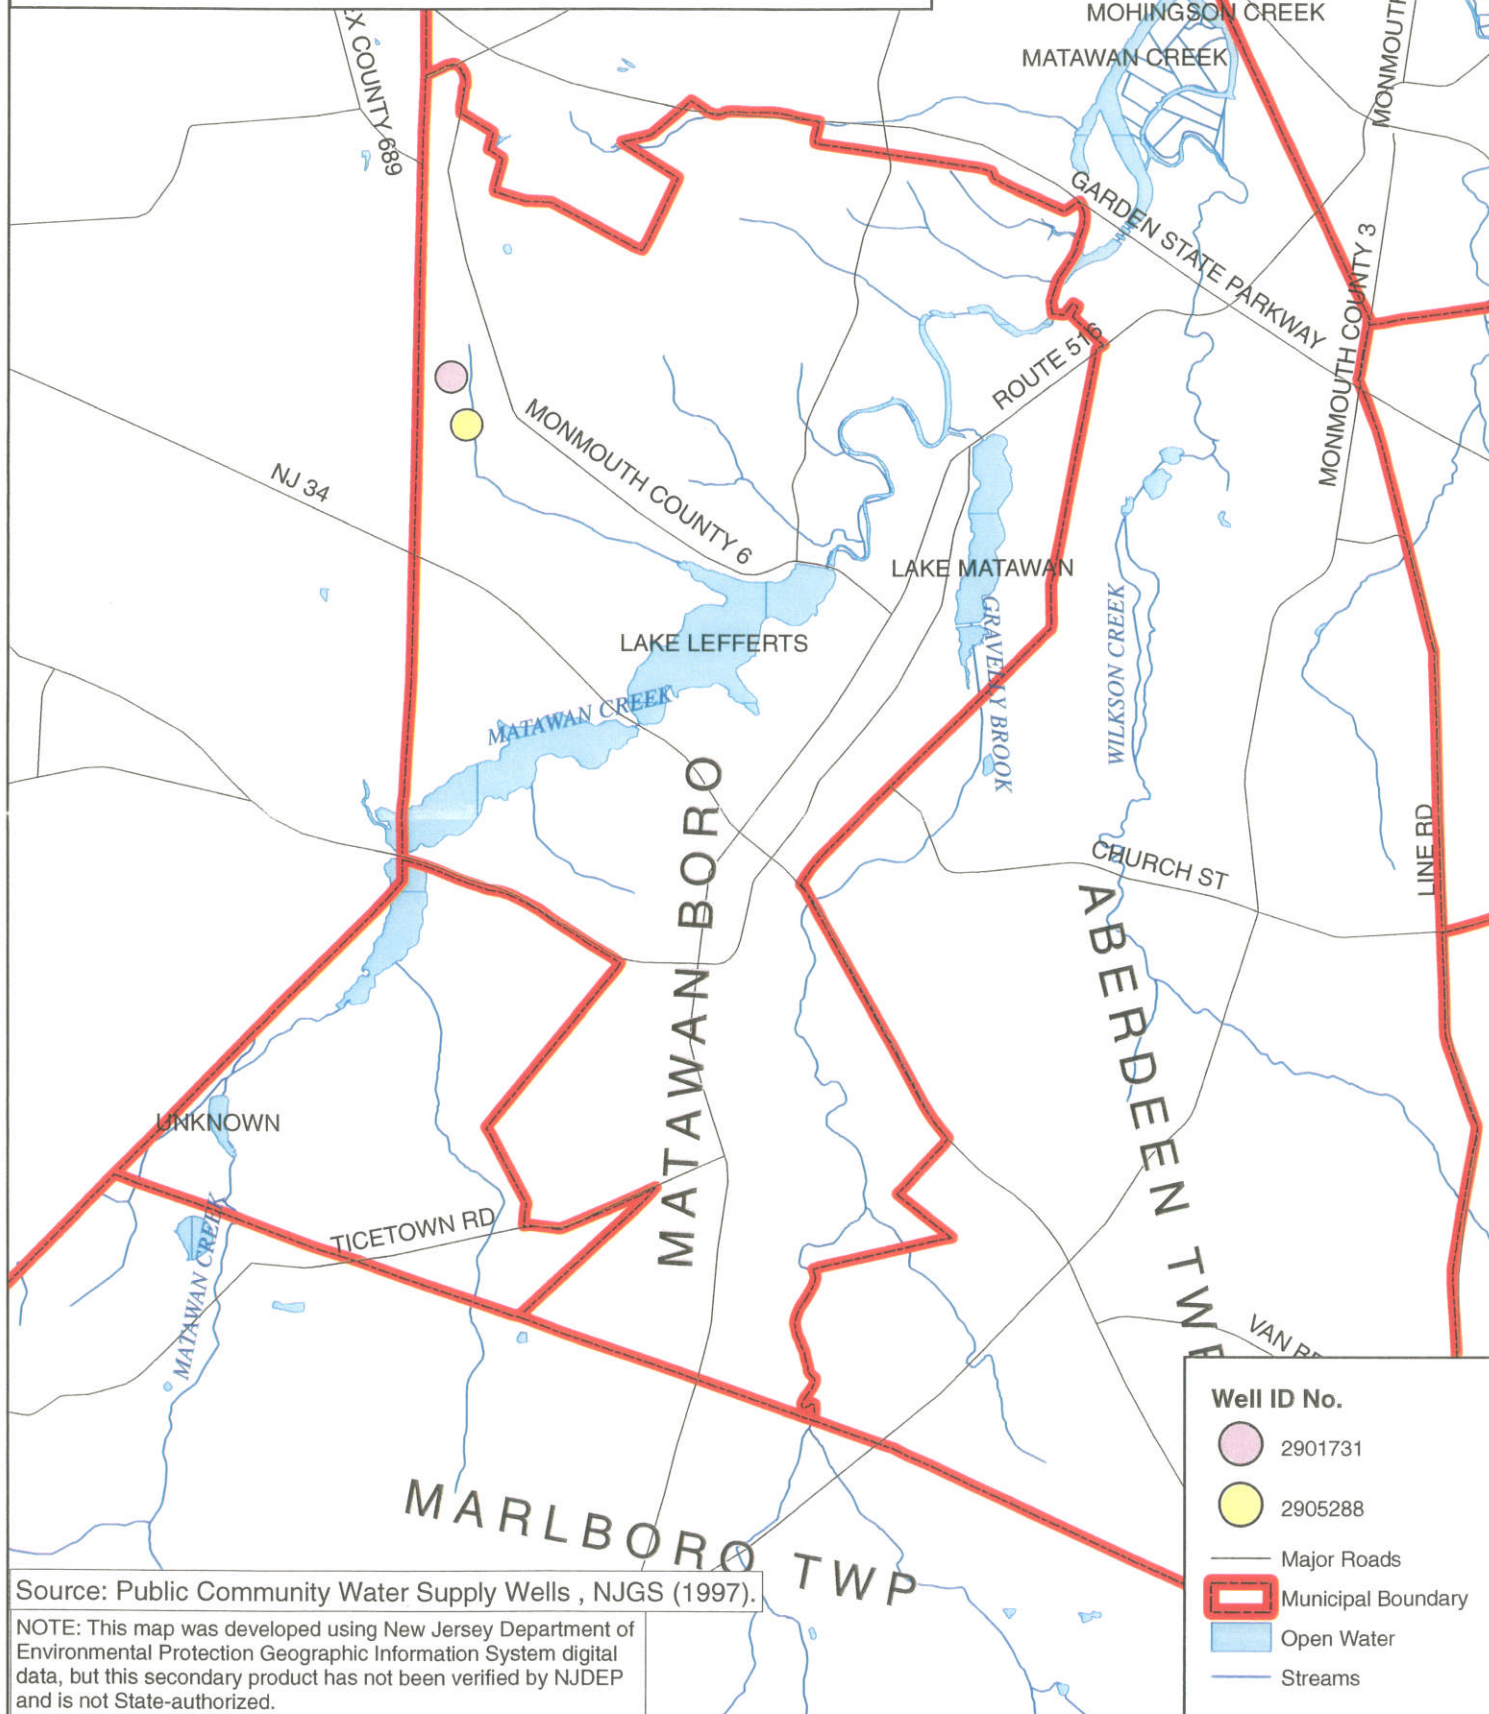 MOHINGSON CREEK
MATAWAN CREEK
MONMOUTH
EX COUNTY 689
GARDEN STATE PARKWAY
MONMOUTH COUNTY 3
ROUTE 516
MONMOUTH COUNTY 6
NJ 34
LAKE MATAWAN
LAKE LEFFERTS
MATAWAN CREEK
GRAVELLY BROOK
WILKSON CREEK
MATAWAN BORO
CHURCH ST
LINE RD
ABERDEEN TWP
UNKNOWN
TICETOWN RD
MATAWAN CREEK
VAN
MARLBORO TWP
Well ID No.
2901731
2905288
Major Roads
Municipal Boundary
Open Water
Streams
Source: Public Community Water Supply Wells , NJGS (1997).
NOTE: This map was developed using New Jersey Department of
Environmental Protection Geographic Information System digital
data, but this secondary product has not been verified by NJDEP
and is not State-authorized.